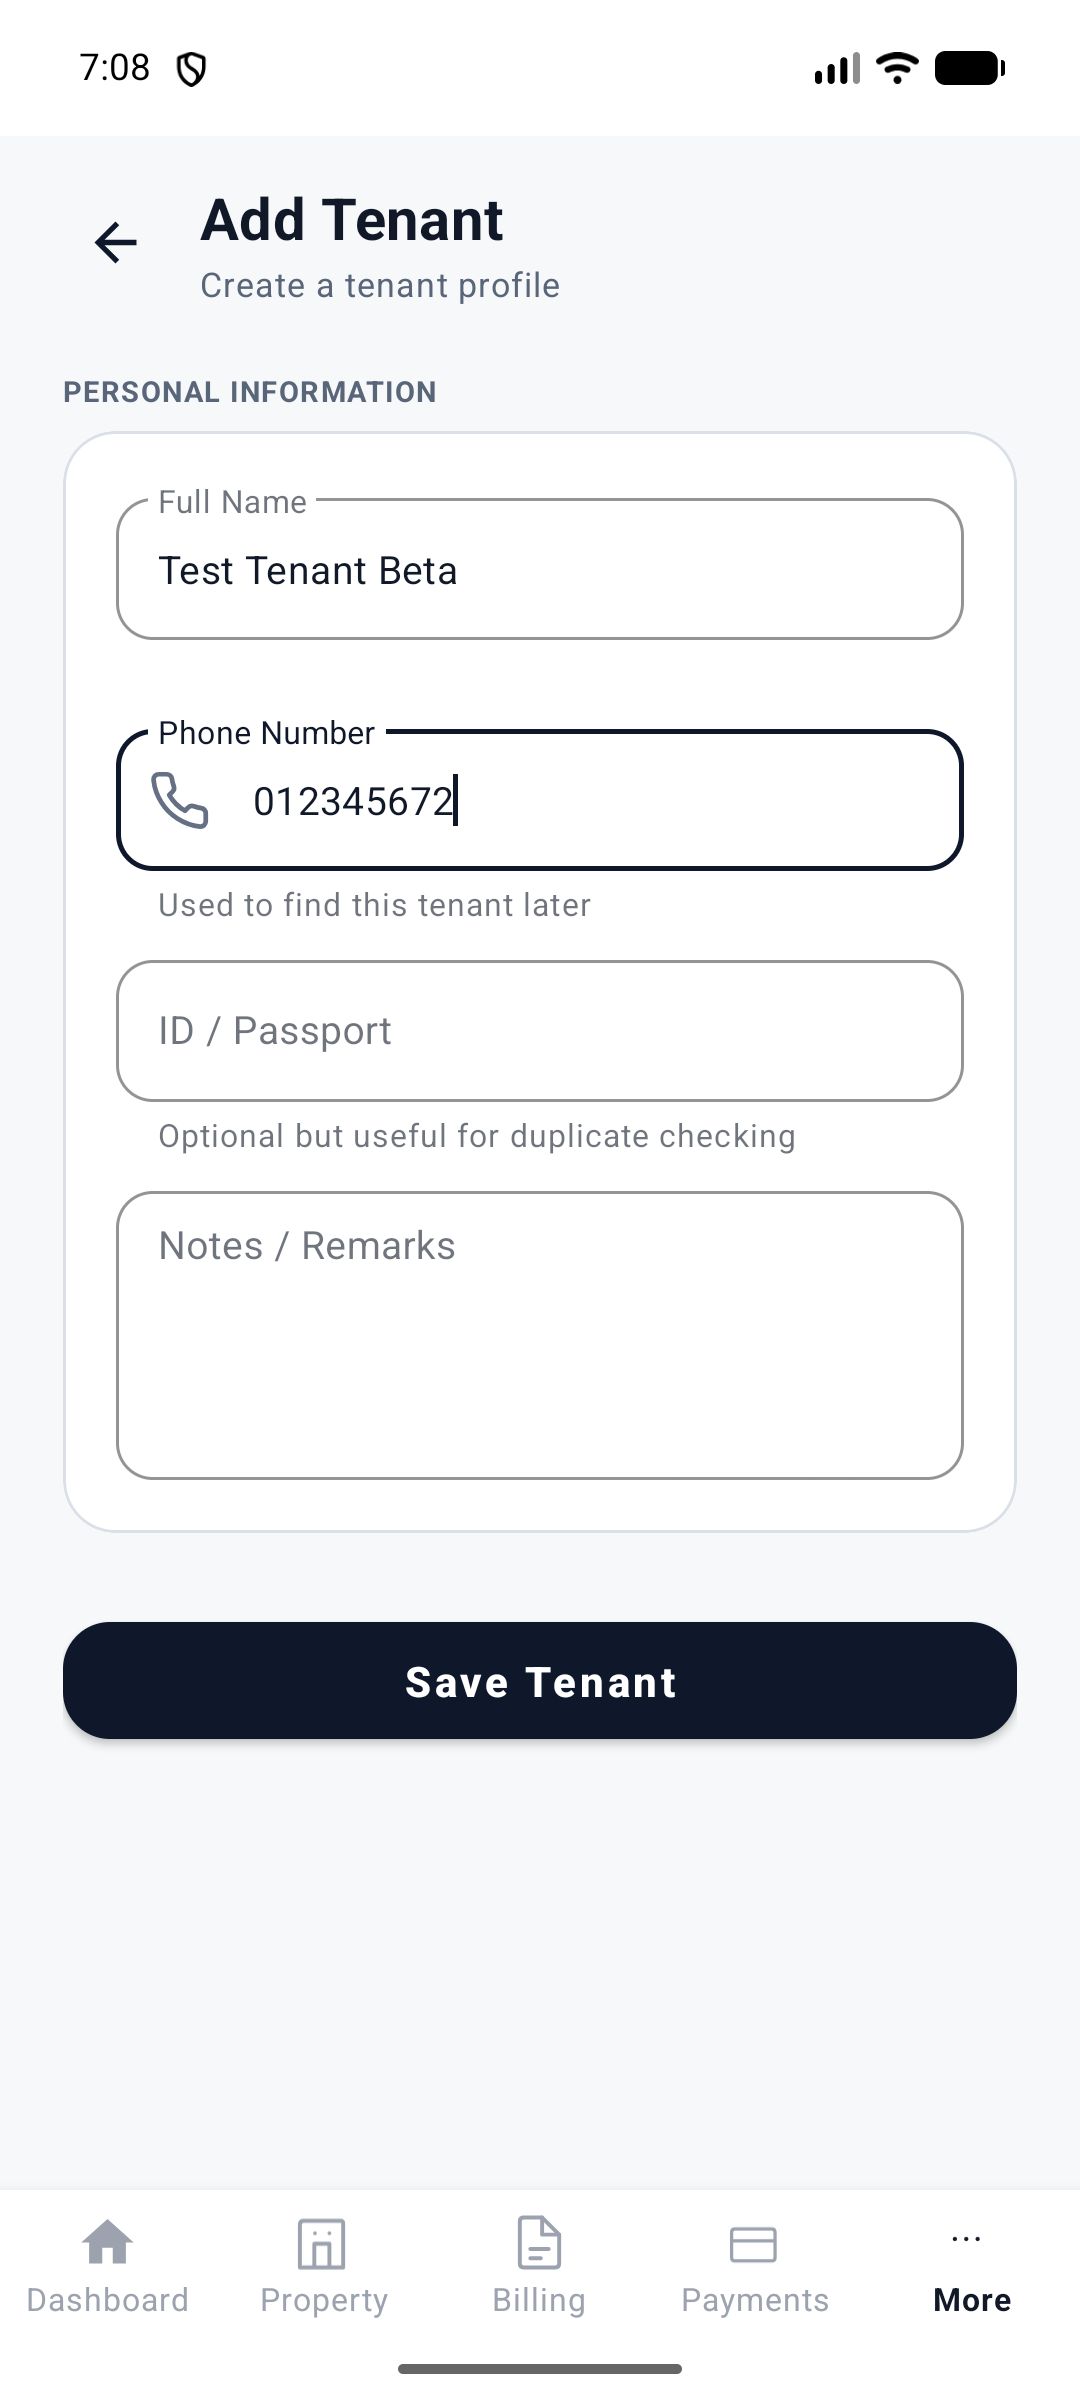 7:08
Add Tenant
Create a tenant profile
PERSONAL INFORMATION
Full Name
Test Tenant Beta
Phone Number
012345672
Used to find this tenant later
ID / Passport
Optional but useful for duplicate checking
Notes / Remarks
Save Tenant
Dashboard
Property
Billing
Payments
More